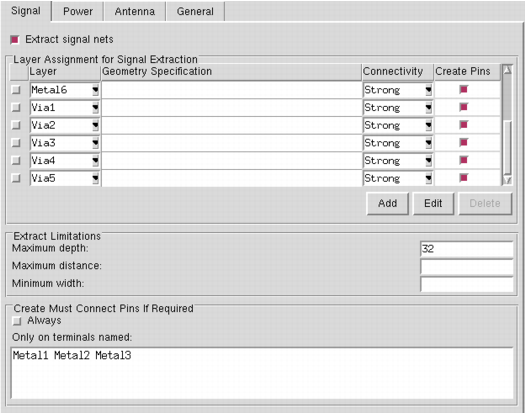 Signal Power Antenna General
Extract signal nets
Layer Assignment for Signal Extraction
Layer Geometry Specification Connectivity Create Pins
Metal6 Strong
Via1 Strong
Via2 Strong
Via3 Strong
Via4 Strong
Via5 Strong
Add Edit Delete
Extract Limitations
Maximum depth: 32
Maximum distance:
Minimum width:
Create Must Connect Pins If Required
Always
Only on terminals named:
Metal1 Metal2 Metal3